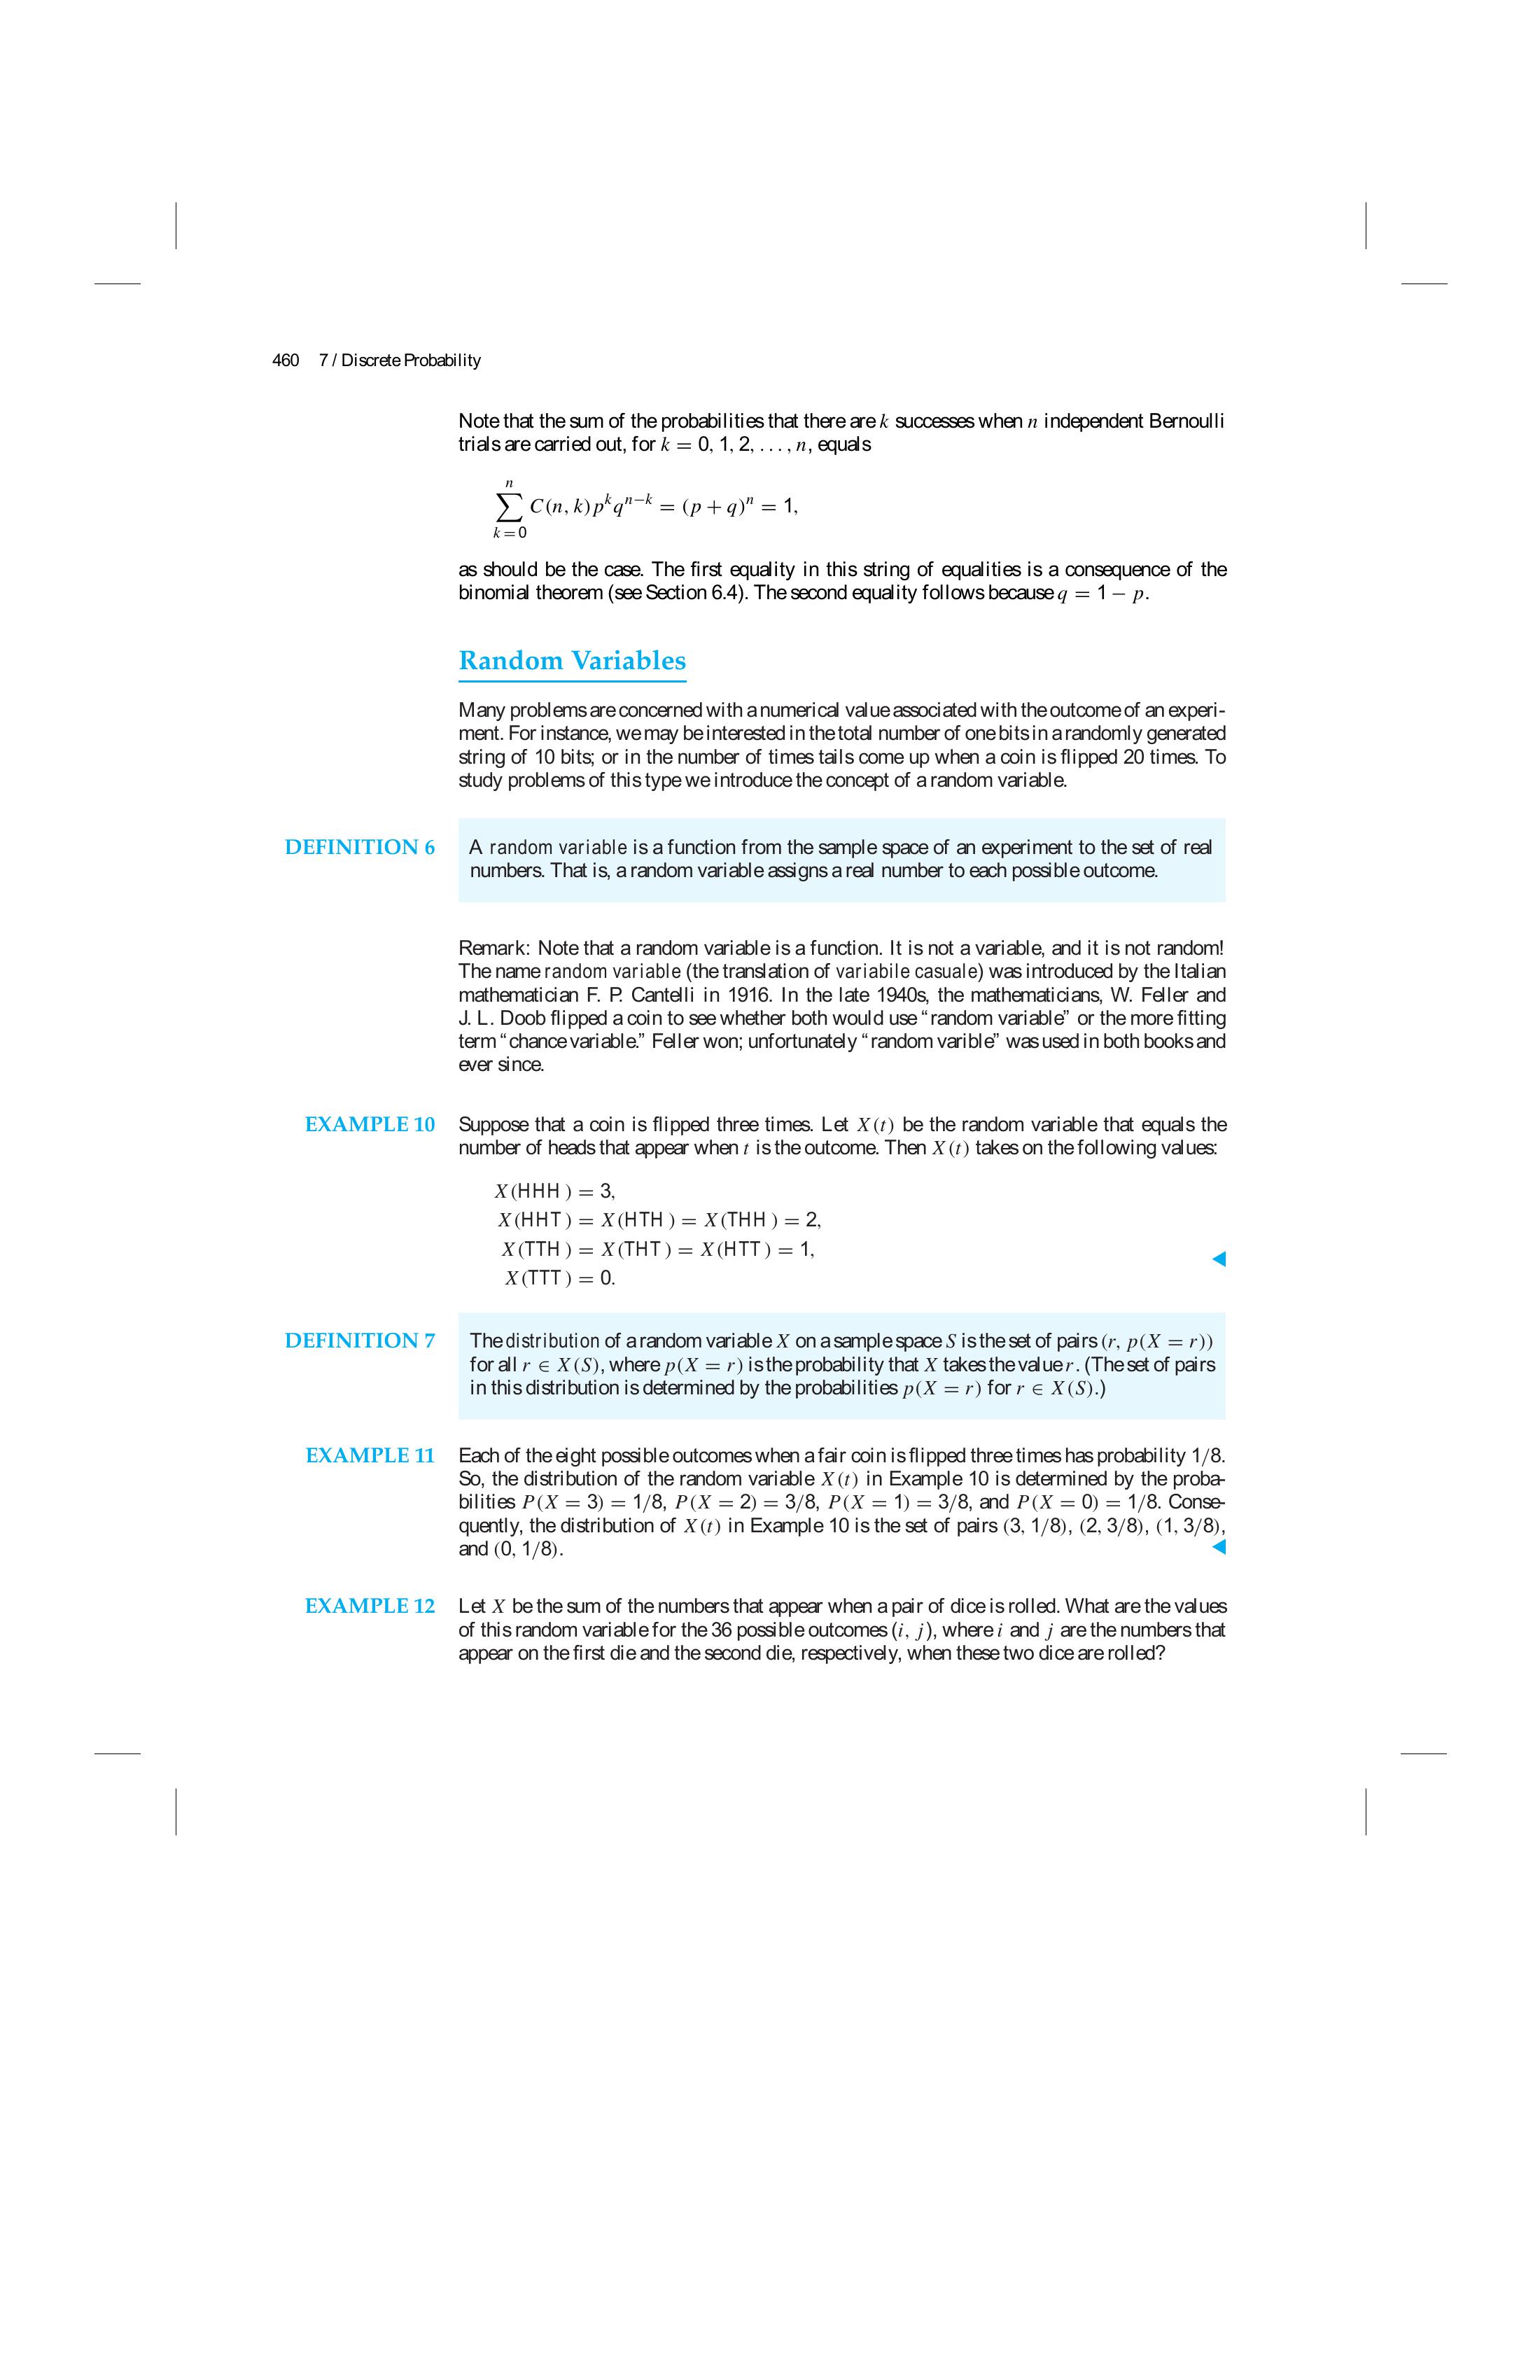 460 7 / Discrete Probability
Note that the sum of the probabilities that there are k successes when n independent Bernoulli
trials are carried out, for k = 0, 1, 2, . . . , n, equals
n
∑ C(n, k)pᵏqⁿ⁻ᵏ = (p + q)ⁿ = 1,
k=0
as should be the case. The first equality in this string of equalities is a consequence of the
binomial theorem (see Section 6.4). The second equality follows because q = 1 − p.
Random Variables
Many problems are concerned with a numerical value associated with the outcome of an experi-
ment. For instance, we may be interested in the total number of one bits in a randomly generated
string of 10 bits; or in the number of times tails come up when a coin is flipped 20 times. To
study problems of this type we introduce the concept of a random variable.
DEFINITION 6 A random variable is a function from the sample space of an experiment to the set of real
numbers. That is, a random variable assigns a real number to each possible outcome.
Remark: Note that a random variable is a function. It is not a variable, and it is not random!
The name random variable (the translation of variabile casuale) was introduced by the Italian
mathematician F. P. Cantelli in 1916. In the late 1940s, the mathematicians, W. Feller and
J. L. Doob flipped a coin to see whether both would use “random variable” or the more fitting
term “chance variable.” Feller won; unfortunately “random varible” was used in both books and
ever since.
EXAMPLE 10 Suppose that a coin is flipped three times. Let X(t) be the random variable that equals the
number of heads that appear when t is the outcome. Then X(t) takes on the following values:
X(HHH) = 3,
X(HHT) = X(HTH) = X(THH) = 2,
X(TTH) = X(THT) = X(HTT) = 1,
X(TTT) = 0.
DEFINITION 7 The distribution of a random variable X on a sample space S is the set of pairs (r, p(X = r))
for all r ∈ X(S), where p(X = r) is the probability that X takes the value r. (The set of pairs
in this distribution is determined by the probabilities p(X = r) for r ∈ X(S).)
EXAMPLE 11 Each of the eight possible outcomes when a fair coin is flipped three times has probability 1/8.
So, the distribution of the random variable X(t) in Example 10 is determined by the proba-
bilities P(X = 3) = 1/8, P(X = 2) = 3/8, P(X = 1) = 3/8, and P(X = 0) = 1/8. Conse-
quently, the distribution of X(t) in Example 10 is the set of pairs (3, 1/8), (2, 3/8), (1, 3/8),
and (0, 1/8).
EXAMPLE 12 Let X be the sum of the numbers that appear when a pair of dice is rolled. What are the values
of this random variable for the 36 possible outcomes (i, j), where i and j are the numbers that
appear on the first die and the second die, respectively, when these two dice are rolled?